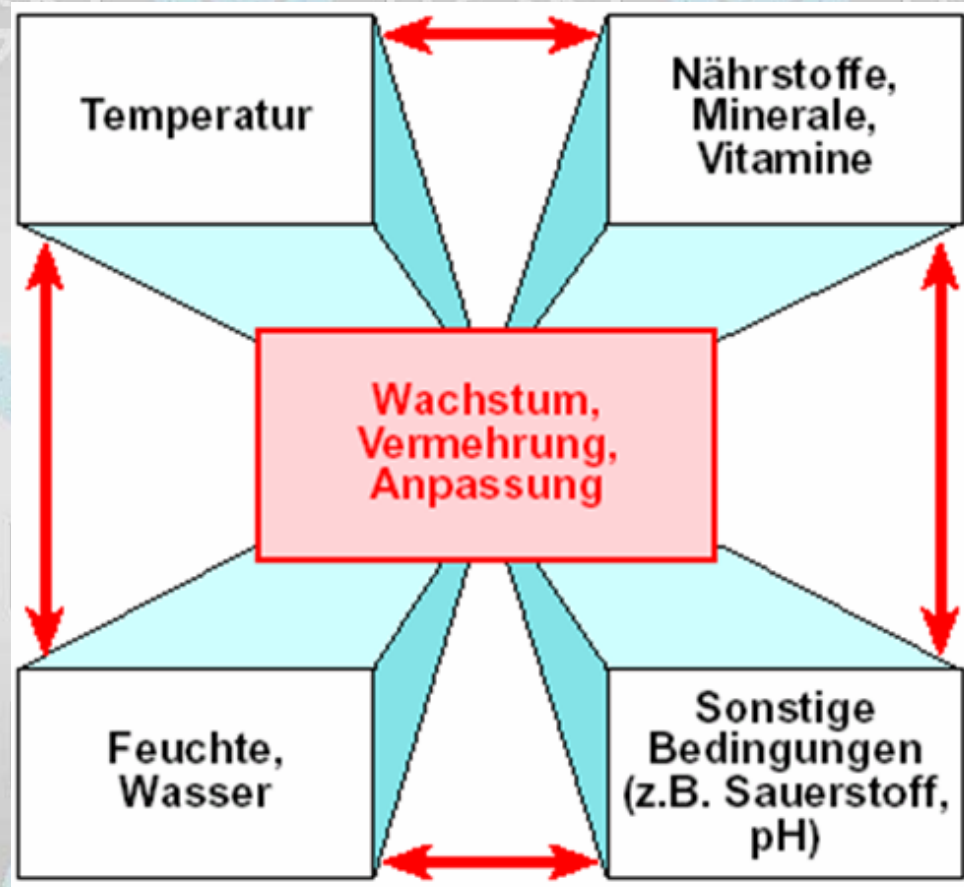 Temperatur
Nährstoffe,
Minerale,
Vitamine
Wachstum,
Vermehrung,
Anpassung
Feuchte,
Wasser
Sonstige
Bedingungen
(z.B. Sauerstoff,
pH)